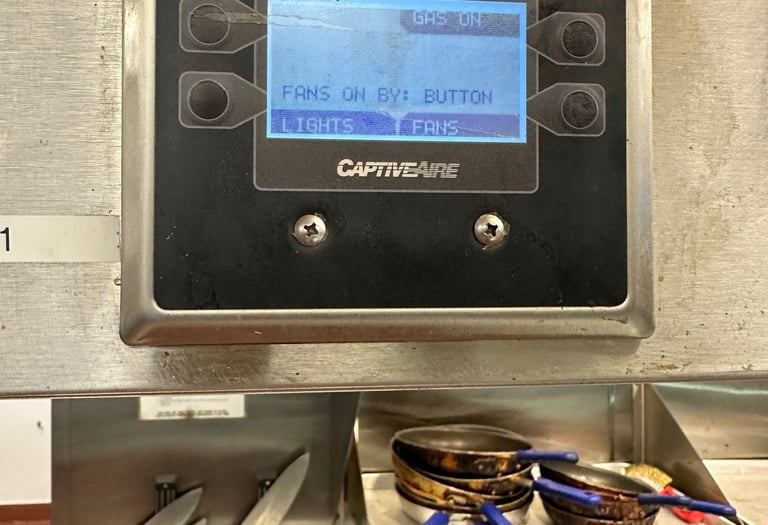 GAS ON
FANS ON BY: BUTTON
LIGHTS FANS
CAPTIVEAIRE
1